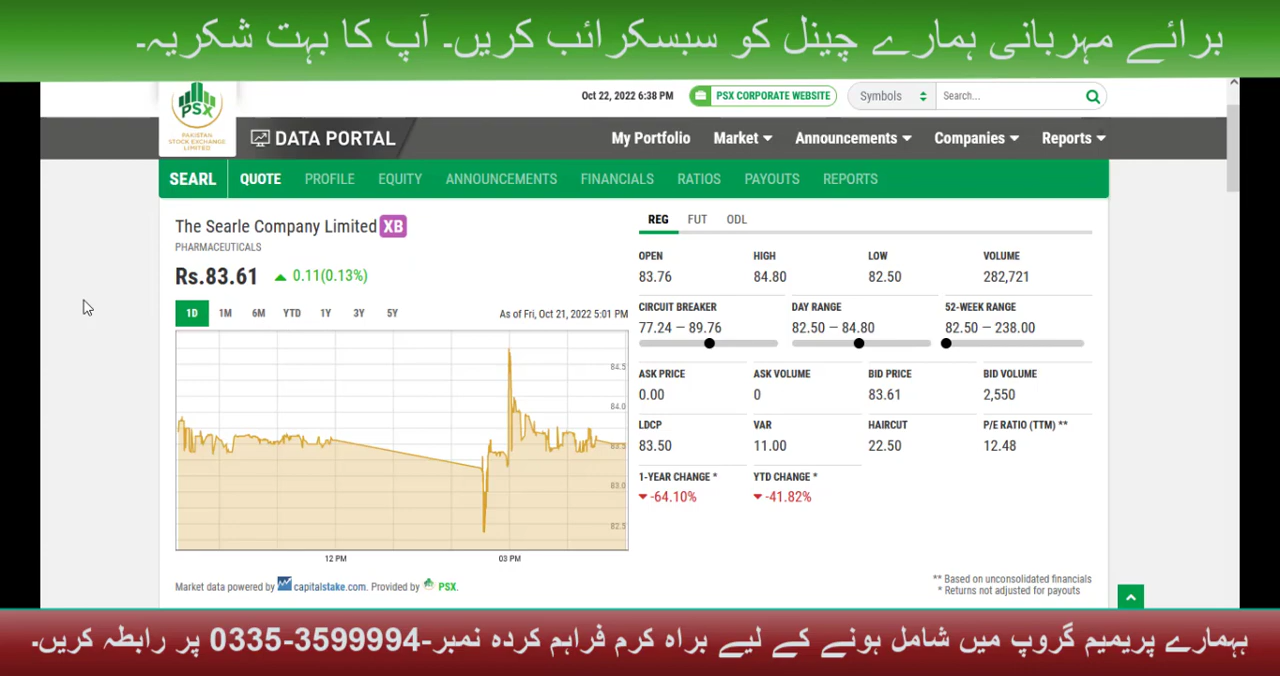 برائے مہربانی ہمارے چینل کو سبسکرائب کریں۔ آپ کا بہت شکریہ۔
PSX
PAKISTAN
STOCK EXCHANGE
LIMITED
Oct 22, 2022 6:38 PM
PSX CORPORATE WEBSITE
Symbols
Search...
DATA PORTAL
My Portfolio
Market
Announcements
Companies
Reports
SEARL
QUOTE
PROFILE
EQUITY
ANNOUNCEMENTS
FINANCIALS
RATIOS
PAYOUTS
REPORTS
The Searle Company Limited XB
PHARMACEUTICALS
Rs.83.61 0.11(0.13%)
1D 1M 6M YTD 1Y 3Y 5Y
As of Fri, Oct 21, 2022 5:01 PM
84.5
84.0
83.5
83.0
82.5
12 PM 03 PM
Market data powered by capitalstake.com. Provided by PSX.
REG FUT ODL
OPEN HIGH LOW VOLUME
83.76 84.80 82.50 282,721
CIRCUIT BREAKER DAY RANGE 52-WEEK RANGE
77.24 — 89.76 82.50 — 84.80 82.50 — 238.00
ASK PRICE ASK VOLUME BID PRICE BID VOLUME
0.00 0 83.61 2,550
LDCP VAR HAIRCUT P/E RATIO (TTM) **
83.50 11.00 22.50 12.48
1-YEAR CHANGE * YTD CHANGE *
-64.10% -41.82%
** Based on unconsolidated financials
* Returns not adjusted for payouts
ہہمارے پریمیم گروپ میں شامل ہونے کے لیے براہ کرم فراہم کردہ نمبر-0335-3599994 پر رابطہ کریں۔